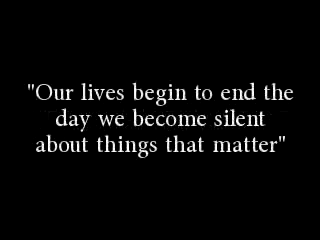 "Our lives begin to end the
day we become silent
about things that matter"